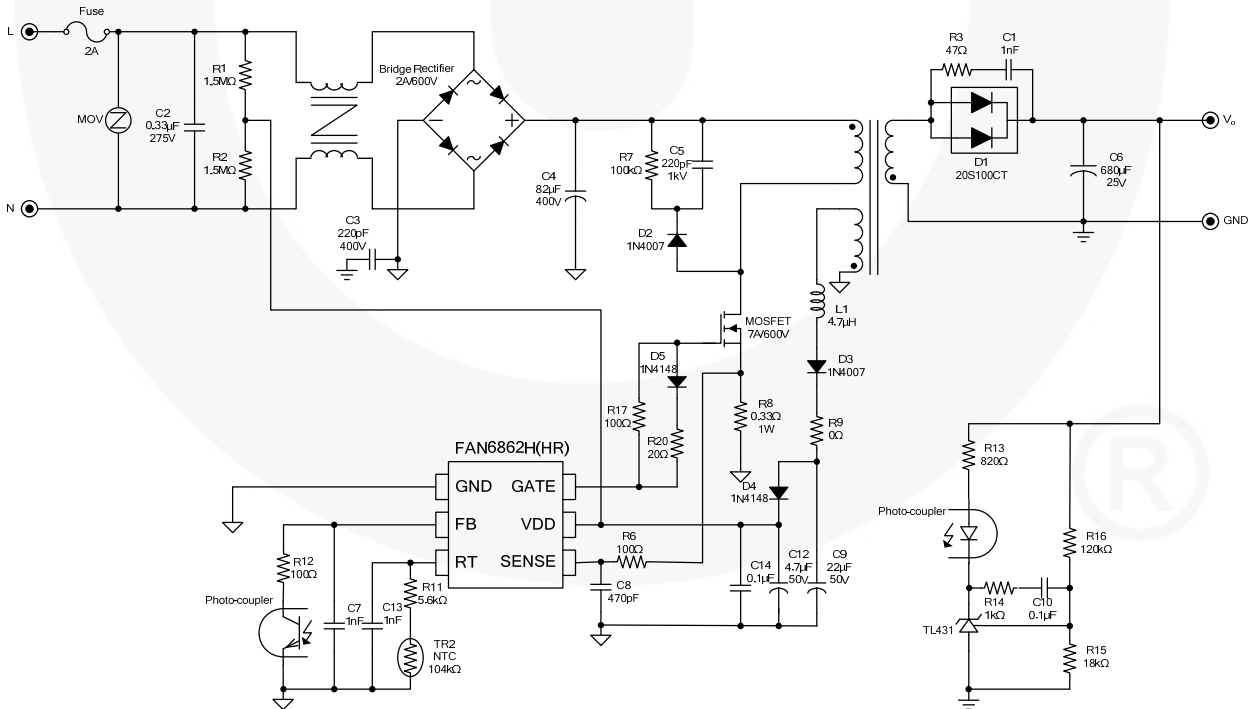 Fuse
L
2A
MOV
C2
0.33µF
275V
R1
1.5MΩ
R2
1.5MΩ
N
Bridge Rectifier
2A/600V
C3
220pF
400V
C4
82µF
400V
R7
100kΩ
C5
220pF
1kV
D2
1N4007
R3
47Ω
C1
1nF
D1
20S100CT
Vo
C6
680µF
25V
GND
L1
4.7µH
MOSFET
7A/600V
D5
1N4148
D3
1N4007
R17
100Ω
R20
20Ω
R8
0.33Ω
1W
R9
0Ω
FAN6862H(HR)
GND
GATE
FB
VDD
RT
SENSE
D4
1N4148
R6
100Ω
C8
470pF
C14
0.1µF
C12
4.7µF
50V
C9
22µF
50V
R12
100Ω
Photo-coupler
C7
1nF
C13
1nF
R11
5.6kΩ
TR2
NTC
104kΩ
R13
820Ω
Photo-coupler
R16
120kΩ
R14
1kΩ
C10
0.1µF
TL431
R15
18kΩ
®